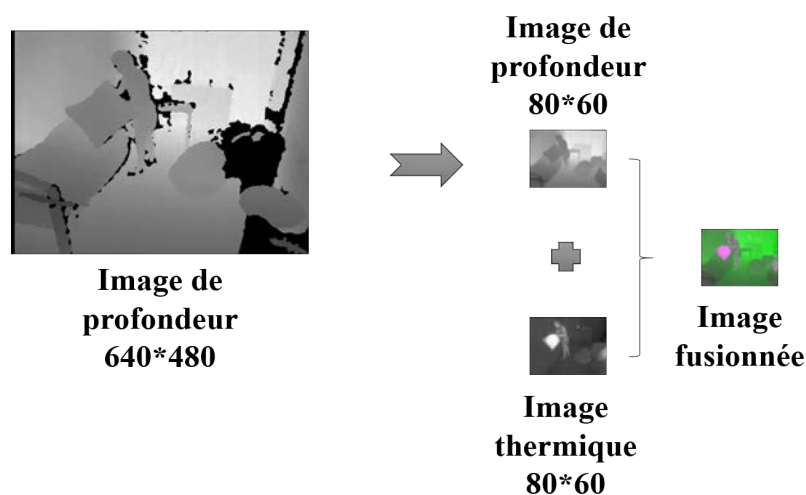 Image de
profondeur
640*480
Image de
profondeur
80*60
Image
thermique
80*60
Image
fusionnée